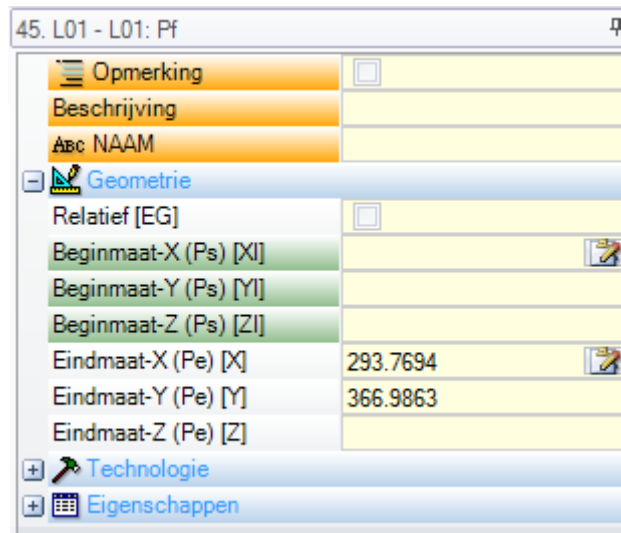 45. L01 - L01: Pf
Opmerking
Beschrijving
ABC NAAM
Geometrie
Relatief [EG]
Beginmaat-X (Ps) [XI]
Beginmaat-Y (Ps) [YI]
Beginmaat-Z (Ps) [ZI]
Eindmaat-X (Pe) [X] 293.7694
Eindmaat-Y (Pe) [Y] 366.9863
Eindmaat-Z (Pe) [Z]
Technologie
Eigenschappen